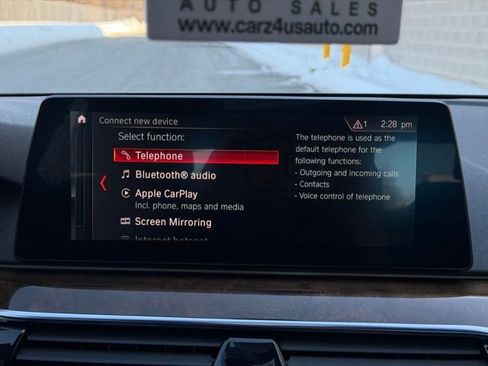 AUTO SALES
www.carz4usauto.com
Connect new device
1
2:28 pm
Select function:
Telephone
Bluetooth® audio
Apple CarPlay
Incl. phone, maps and media
Screen Mirroring
Internet hotspot
The telephone is used as the
default telephone for the
following functions:
- Outgoing and incoming calls
- Contacts
- Voice control of telephone